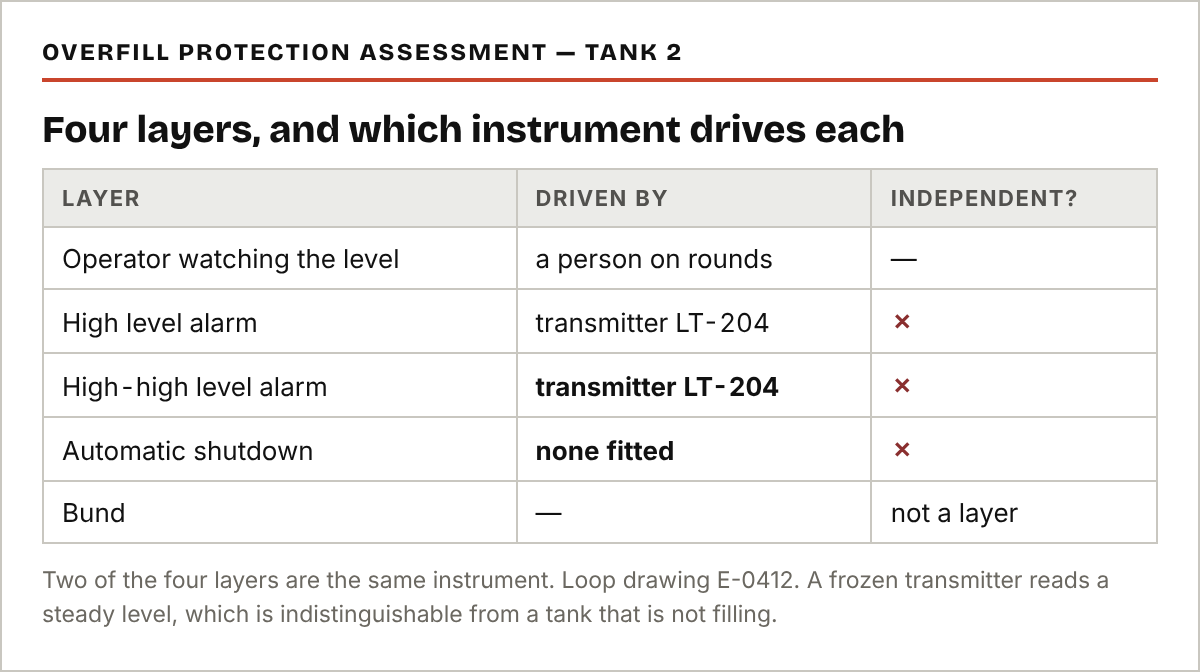 OVERFILL PROTECTION ASSESSMENT — TANK 2
Four layers, and which instrument drives each
LAYER DRIVEN BY INDEPENDENT?
Operator watching the level a person on rounds —
High level alarm transmitter LT-204 ×
High-high level alarm transmitter LT-204 ×
Automatic shutdown none fitted ×
Bund — not a layer
Two of the four layers are the same instrument. Loop drawing E-0412. A frozen transmitter reads a
steady level, which is indistinguishable from a tank that is not filling.